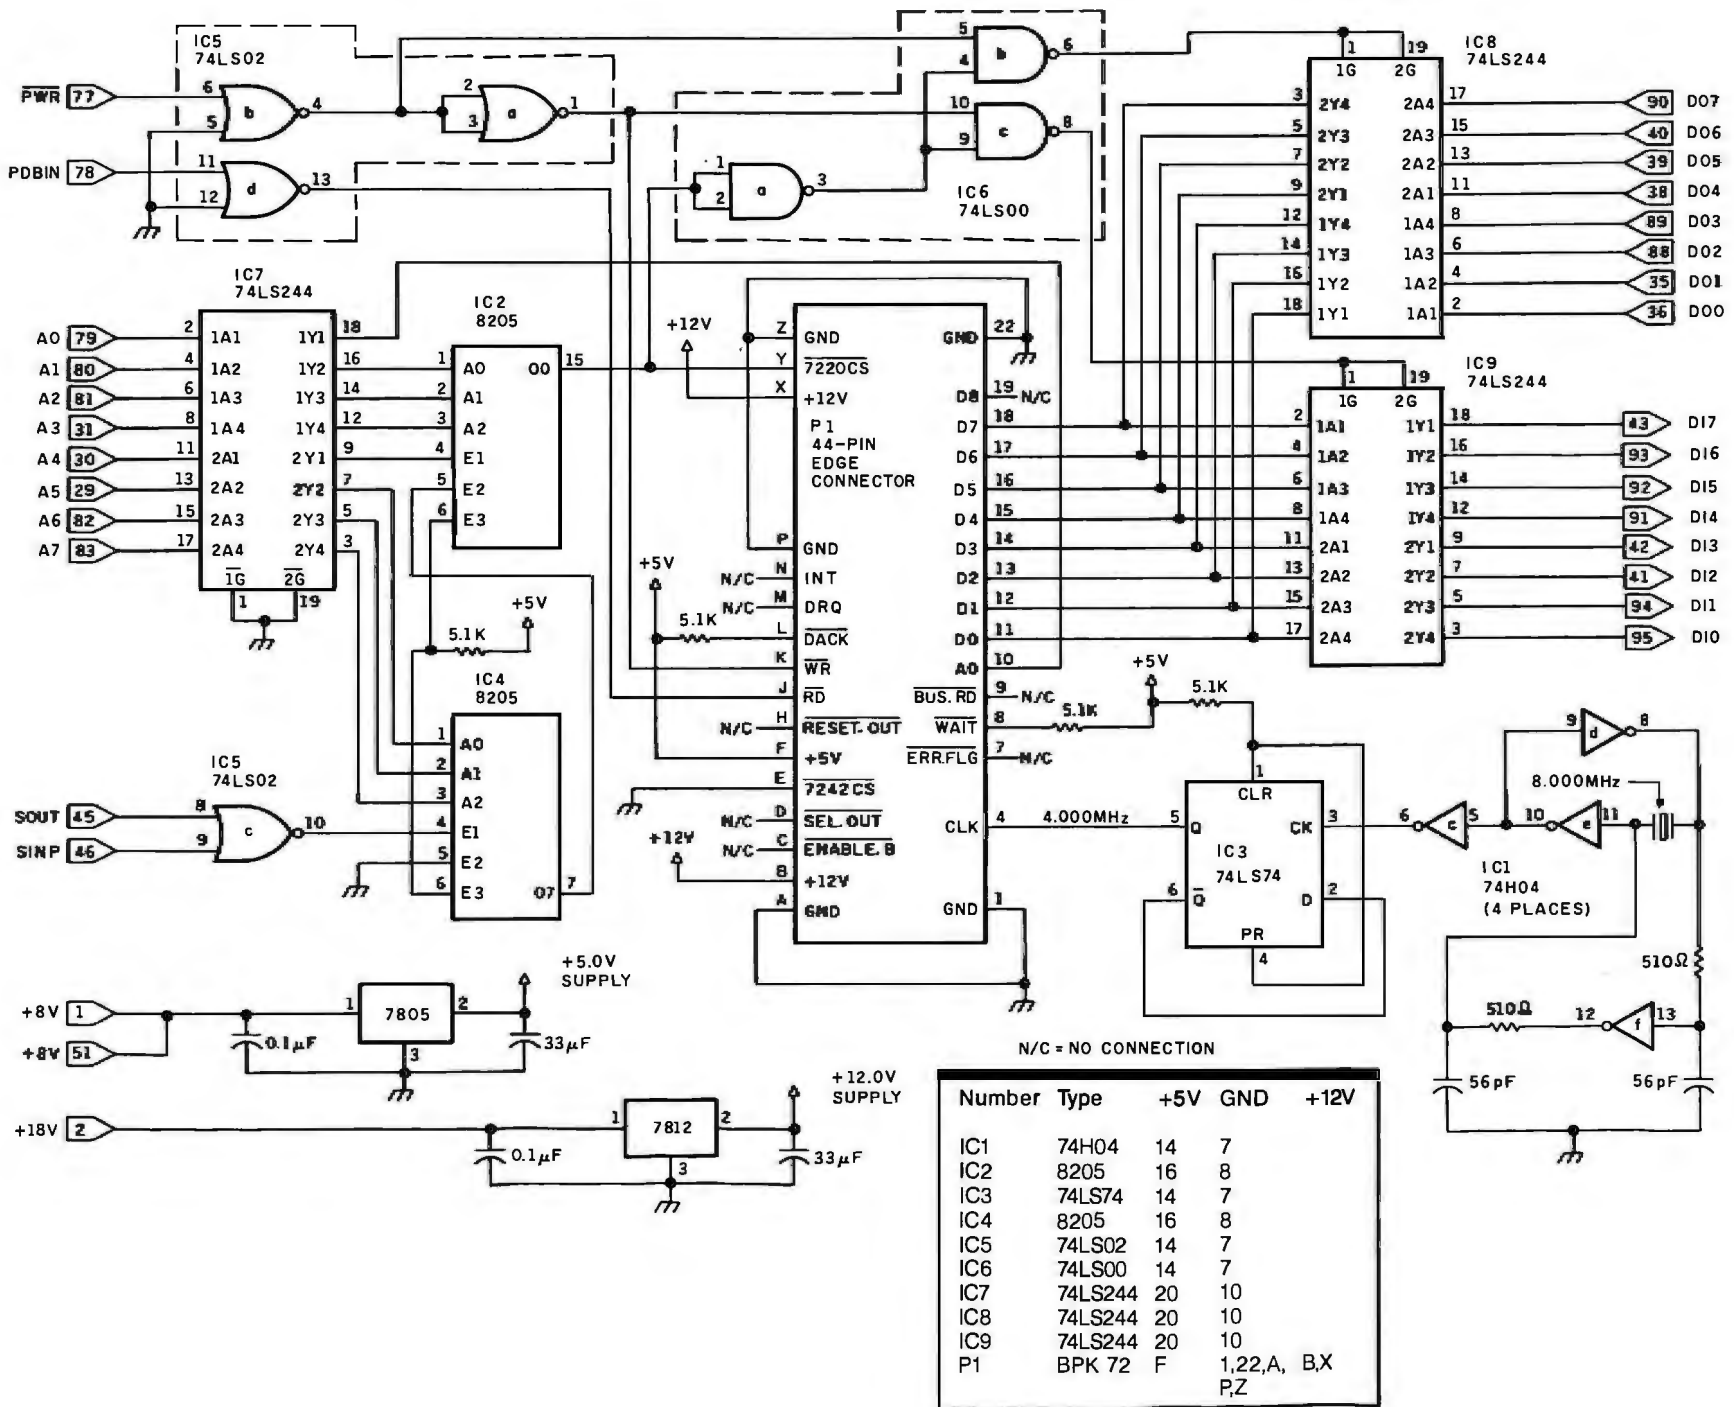 IC5
74LS02
PWR 77
6
5
b
4
2
3
a
1
PDBIN 78
11
12
d
13
5
4
b
6
10
9
c
8
1
2
a
3
IC6
74LS00
IC8
74LS244
1
19
1G 2G
3 2Y4 2A4 17 90 DO7
5 2Y3 2A3 15 40 DO6
7 2Y2 2A2 13 39 DO5
9 2Y1 2A1 11 38 DO4
12 1Y4 1A4 8 89 DO3
14 1Y3 1A3 6 88 DO2
16 1Y2 1A2 4 35 DO1
18 1Y1 1A1 2 36 DO0
IC7
74LS244
A0 79 2 1A1 1Y1 18
A1 80 4 1A2 1Y2 16
A2 81 6 1A3 1Y3 14
A3 31 8 1A4 1Y4 12
A4 30 11 2A1 2Y1 9
A5 29 13 2A2 2Y2 7
A6 82 15 2A3 2Y3 5
A7 83 17 2A4 2Y4 3
1G 2G
1 19
IC2
8205
1 A0 O0 15
2 A1
3 A2
4 E1
5 E2
6 E3
+5V
5.1K
IC4
8205
1 A0
2 A1
3 A2
4 E1
5 E2
6 E3 O7 7
IC5
74LS02
SOUT 45 8
SINP 46 9
c
10
+12V
+5V
5.1K
+12V
P1
44-PIN
EDGE
CONNECTOR
Z GND
Y 7220CS
X +12V
P GND
N/C N INT
N/C M DRQ
L DACK
K WR
J RD
N/C H RESET.OUT
F +5V
E 7242CS
N/C D SEL.OUT
N/C C ENABLE.B
B +12V
A GND
GND 22
D8 19 N/C
D7 18
D6 17
D5 16
D4 15
D3 14
D2 13
D1 12
D0 11
A0 10
BUS.RD 9 N/C
WAIT 8
ERR.FLG 7 N/C
CLK 4 4.000MHz
GND 1
IC9
74LS244
1
19
1G 2G
2 1A1 1Y1 18 43 DI7
4 1A2 1Y2 16 93 DI6
6 1A3 1Y3 14 92 DI5
8 1A4 1Y4 12 91 DI4
11 2A1 2Y1 9 42 DI3
13 2A2 2Y2 7 41 DI2
15 2A3 2Y3 5 94 DI1
17 2A4 2Y4 3 95 DI0
+5V
5.1K
5.1K
1
CLR
5 Q CK 3
IC3
74LS74
6 Q D 2
PR
4
9
d
8
8.000MHz
6
c
5
10
e
11
IC1
74H04
(4 PLACES)
510Ω
510Ω
12
f
13
56pF
56pF
+8V 1
+8V 51
0.1µF
1
7805
2
3
33µF
+5.0V
SUPPLY
+18V 2
0.1µF
1
7812
2
3
33µF
+12.0V
SUPPLY
N/C = NO CONNECTION
Number Type +5V GND +12V
IC1 74H04 14 7
IC2 8205 16 8
IC3 74LS74 14 7
IC4 8205 16 8
IC5 74LS02 14 7
IC6 74LS00 14 7
IC7 74LS244 20 10
IC8 74LS244 20 10
IC9 74LS244 20 10
P1 BPK 72 F 1,22,A, B,X
P,Z